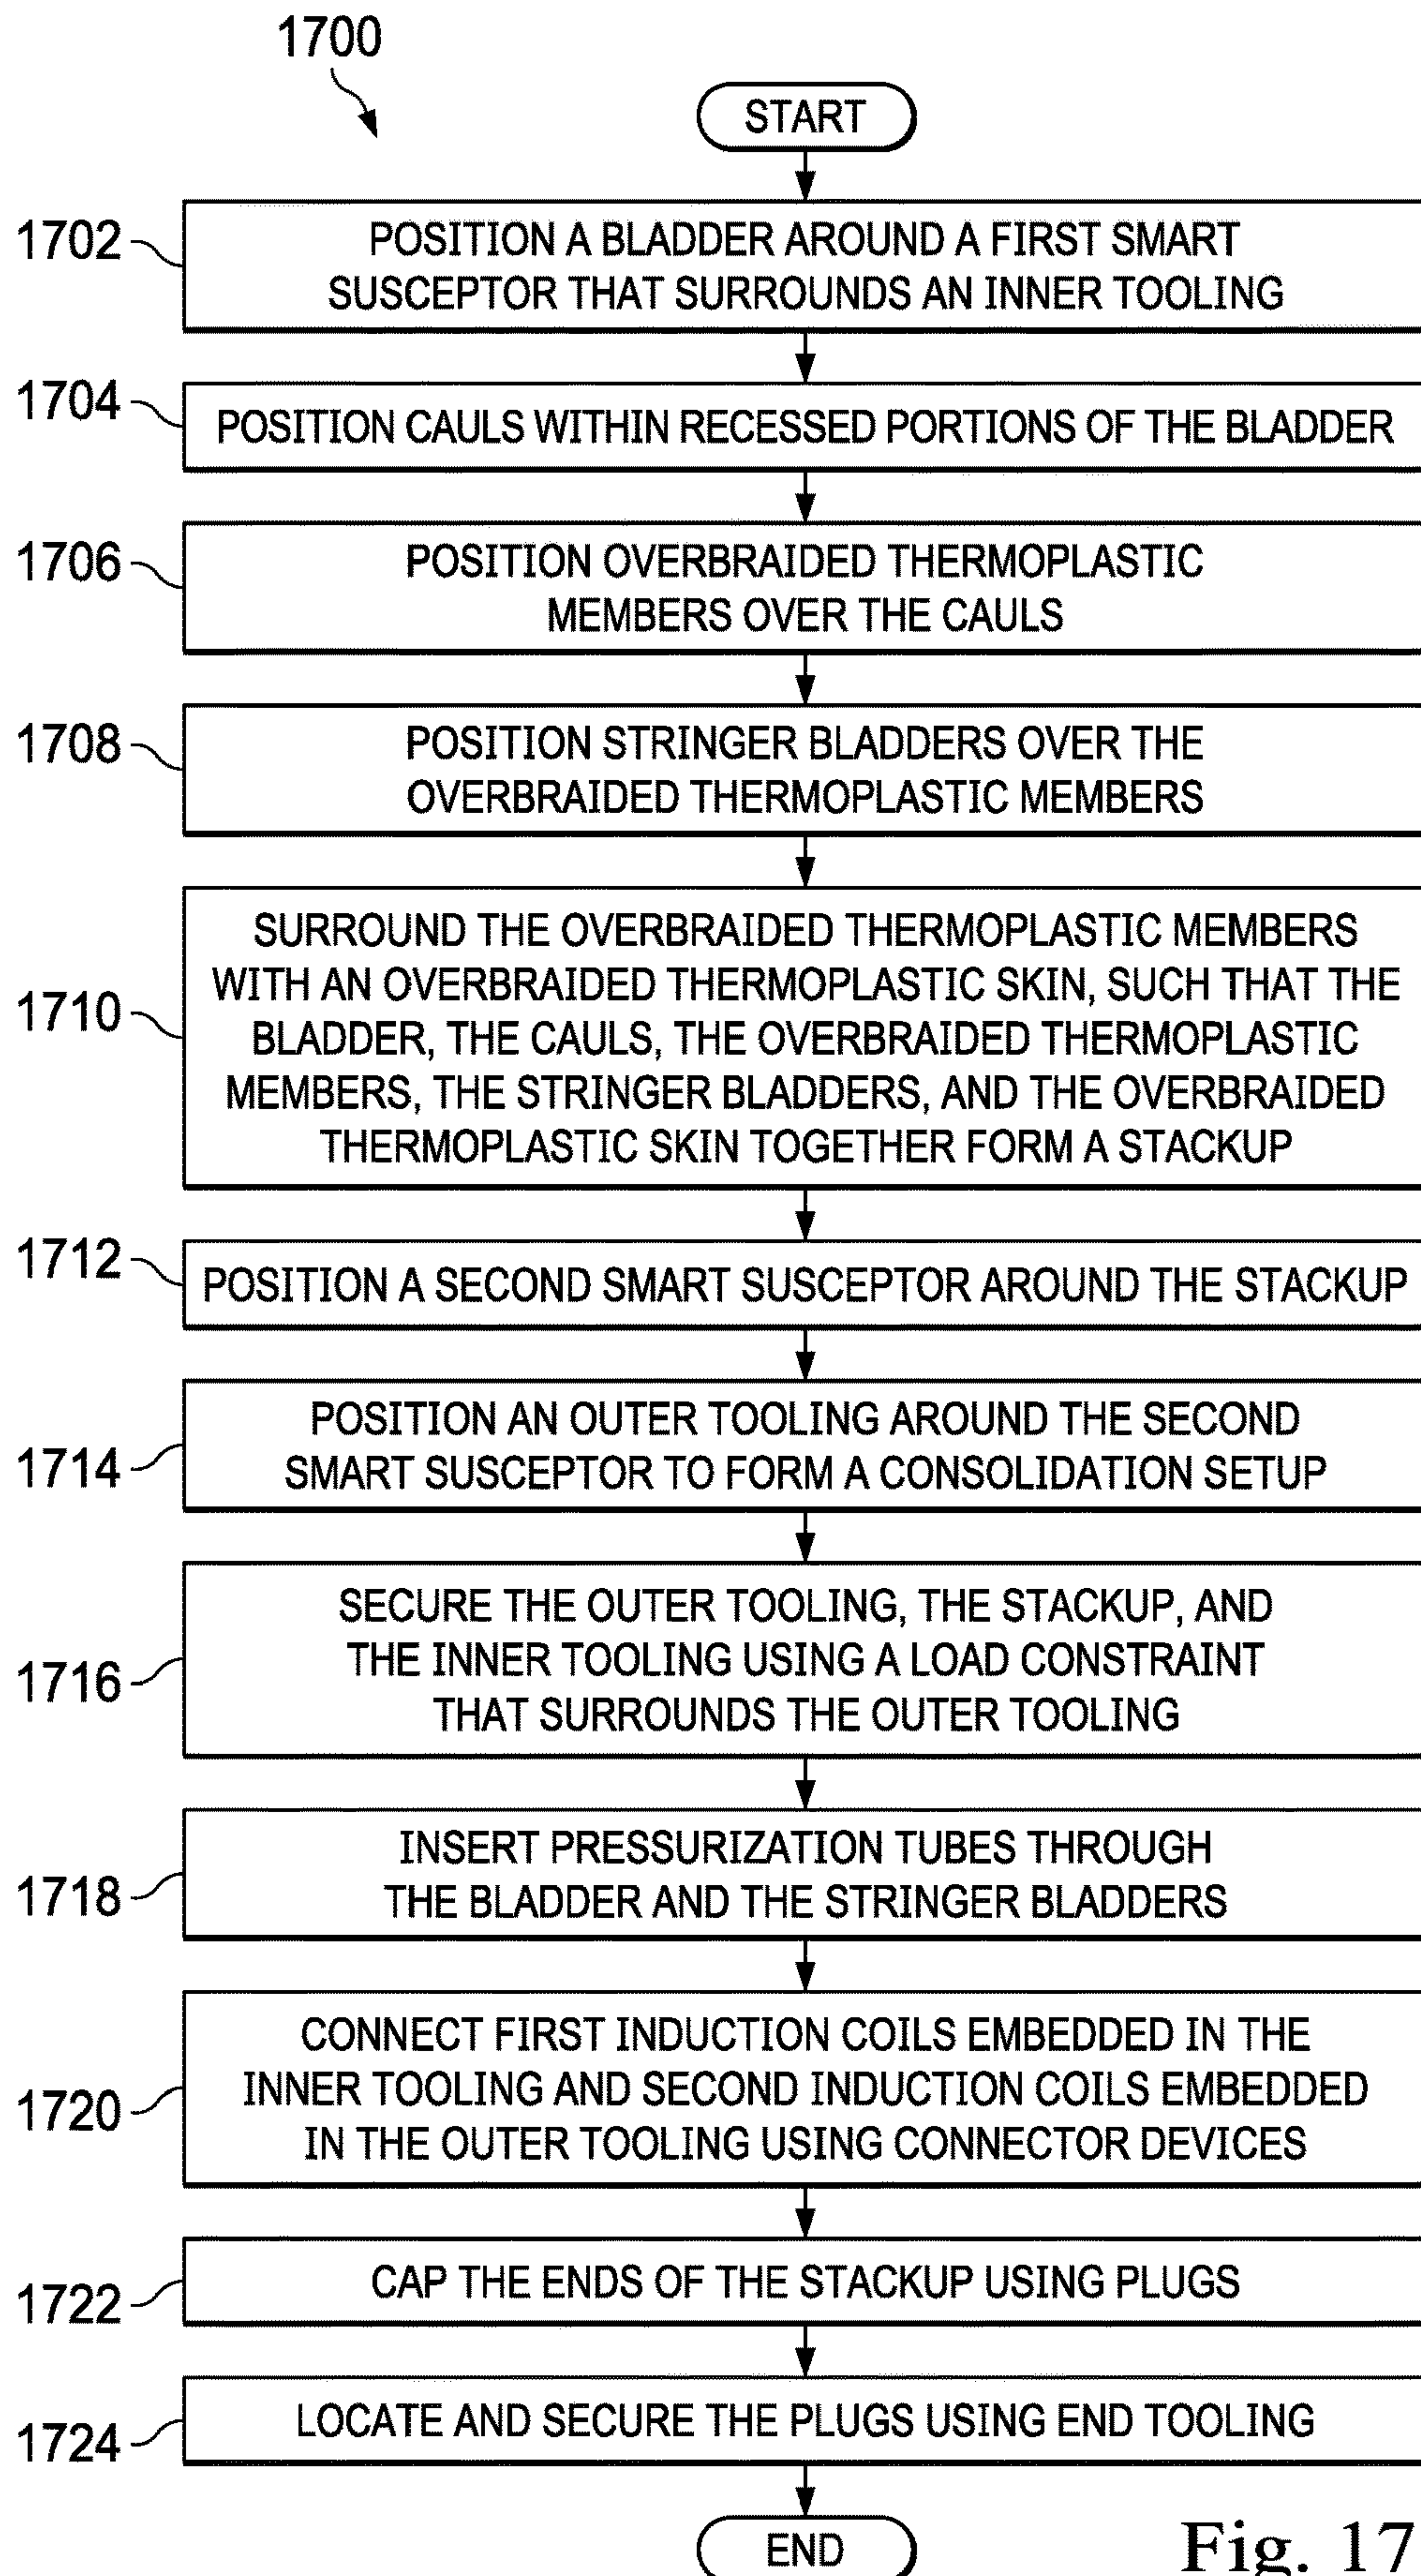 1700
START
1702
POSITION A BLADDER AROUND A FIRST SMART
SUSCEPTOR THAT SURROUNDS AN INNER TOOLING
1704
POSITION CAULS WITHIN RECESSED PORTIONS OF THE BLADDER
1706
POSITION OVERBRAIDED THERMOPLASTIC
MEMBERS OVER THE CAULS
1708
POSITION STRINGER BLADDERS OVER THE
OVERBRAIDED THERMOPLASTIC MEMBERS
1710
SURROUND THE OVERBRAIDED THERMOPLASTIC MEMBERS
WITH AN OVERBRAIDED THERMOPLASTIC SKIN, SUCH THAT THE
BLADDER, THE CAULS, THE OVERBRAIDED THERMOPLASTIC
MEMBERS, THE STRINGER BLADDERS, AND THE OVERBRAIDED
THERMOPLASTIC SKIN TOGETHER FORM A STACKUP
1712
POSITION A SECOND SMART SUSCEPTOR AROUND THE STACKUP
1714
POSITION AN OUTER TOOLING AROUND THE SECOND
SMART SUSCEPTOR TO FORM A CONSOLIDATION SETUP
1716
SECURE THE OUTER TOOLING, THE STACKUP, AND
THE INNER TOOLING USING A LOAD CONSTRAINT
THAT SURROUNDS THE OUTER TOOLING
1718
INSERT PRESSURIZATION TUBES THROUGH
THE BLADDER AND THE STRINGER BLADDERS
1720
CONNECT FIRST INDUCTION COILS EMBEDDED IN THE
INNER TOOLING AND SECOND INDUCTION COILS EMBEDDED
IN THE OUTER TOOLING USING CONNECTOR DEVICES
1722
CAP THE ENDS OF THE STACKUP USING PLUGS
1724
LOCATE AND SECURE THE PLUGS USING END TOOLING
END
Fig. 17